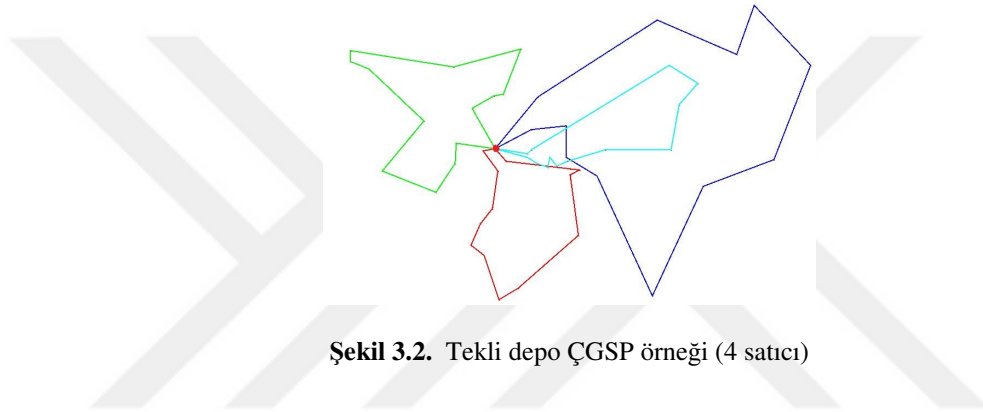 Şekil 3.2. Tekli depo ÇGSP örneği (4 satıcı)